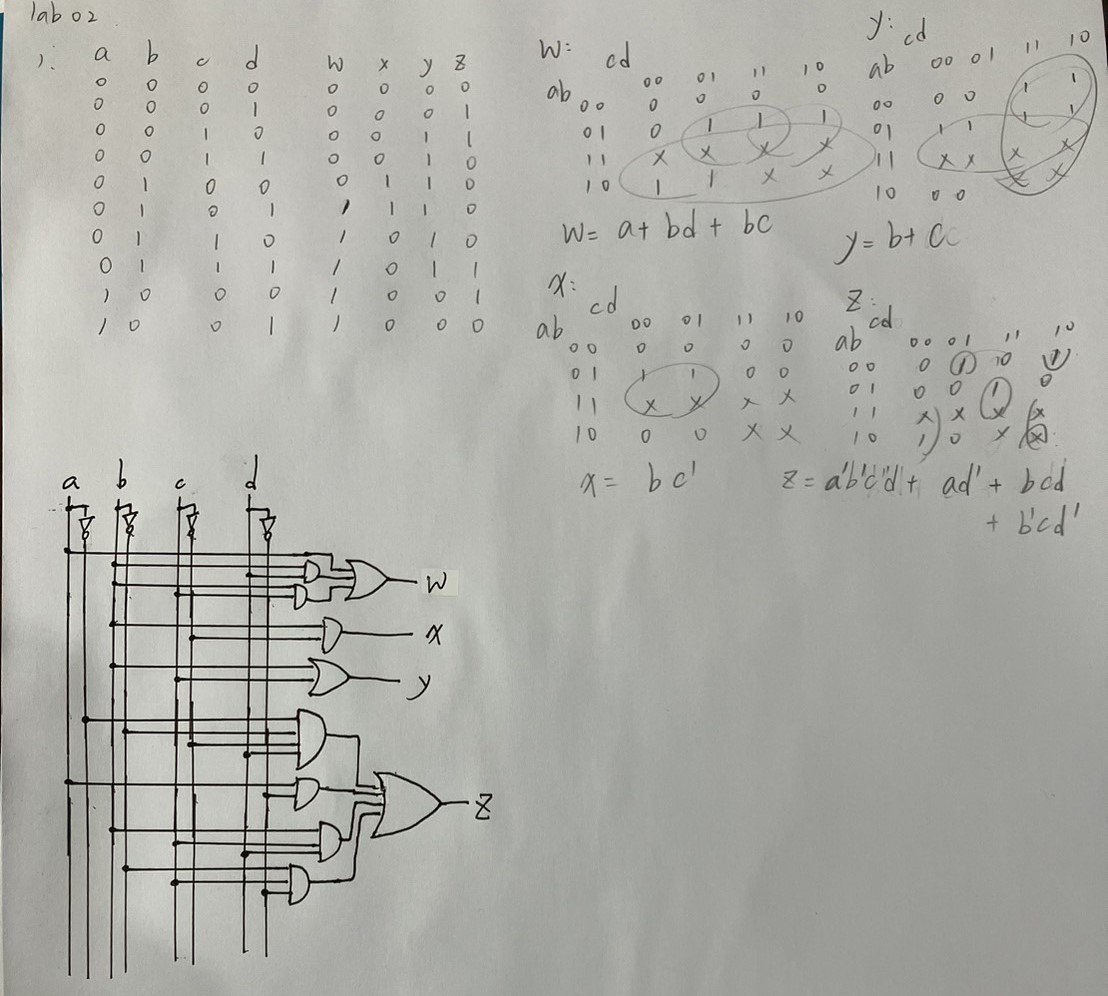 lab 02
1.
a b c d w x y z
0 0 0 0 0 0 0 0
0 0 0 1 0 0 0 1
0 0 1 0 0 0 1 1
0 0 1 1 0 0 1 0
0 1 0 0 0 1 1 0
0 1 0 1 1 1 1 0
0 1 1 0 1 0 1 0
0 1 1 1 1 0 1 1
1 0 0 0 1 0 0 1
1 0 0 1 1 0 0 0
W:
cd
ab 00 01 11 10
00 0 0 0 0
01 0 1 1 1
11 x x x x
10 1 1 x x
W= a+ bd + bc
y:
cd
ab 00 01 11 10
00 0 0 1 1
01 1 1 1 1
11 x x x x
10 0 0 x x
y= b+ c
x:
cd
ab 00 01 11 10
00 0 0 0 0
01 1 1 0 0
11 x x x x
10 0 0 x x
x= bc'
z:
cd
ab 00 01 11 10
00 0 1 0 1
01 0 0 1 0
11 x x x x
10 1 0 x x
z= a'b'c'd + ad' + bcd
+ b'cd'
a b c d
W
x
y
z